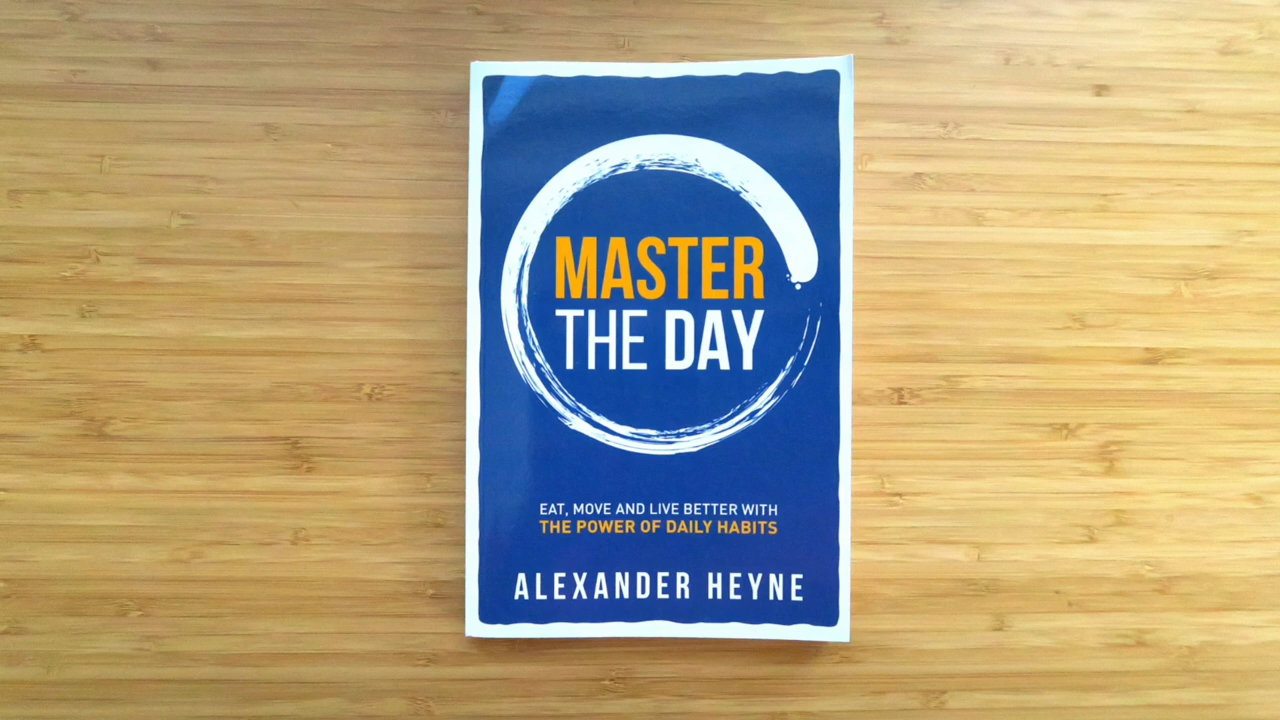 MASTER
THE DAY
EAT, MOVE AND LIVE BETTER WITH
THE POWER OF DAILY HABITS
ALEXANDER HEYNE